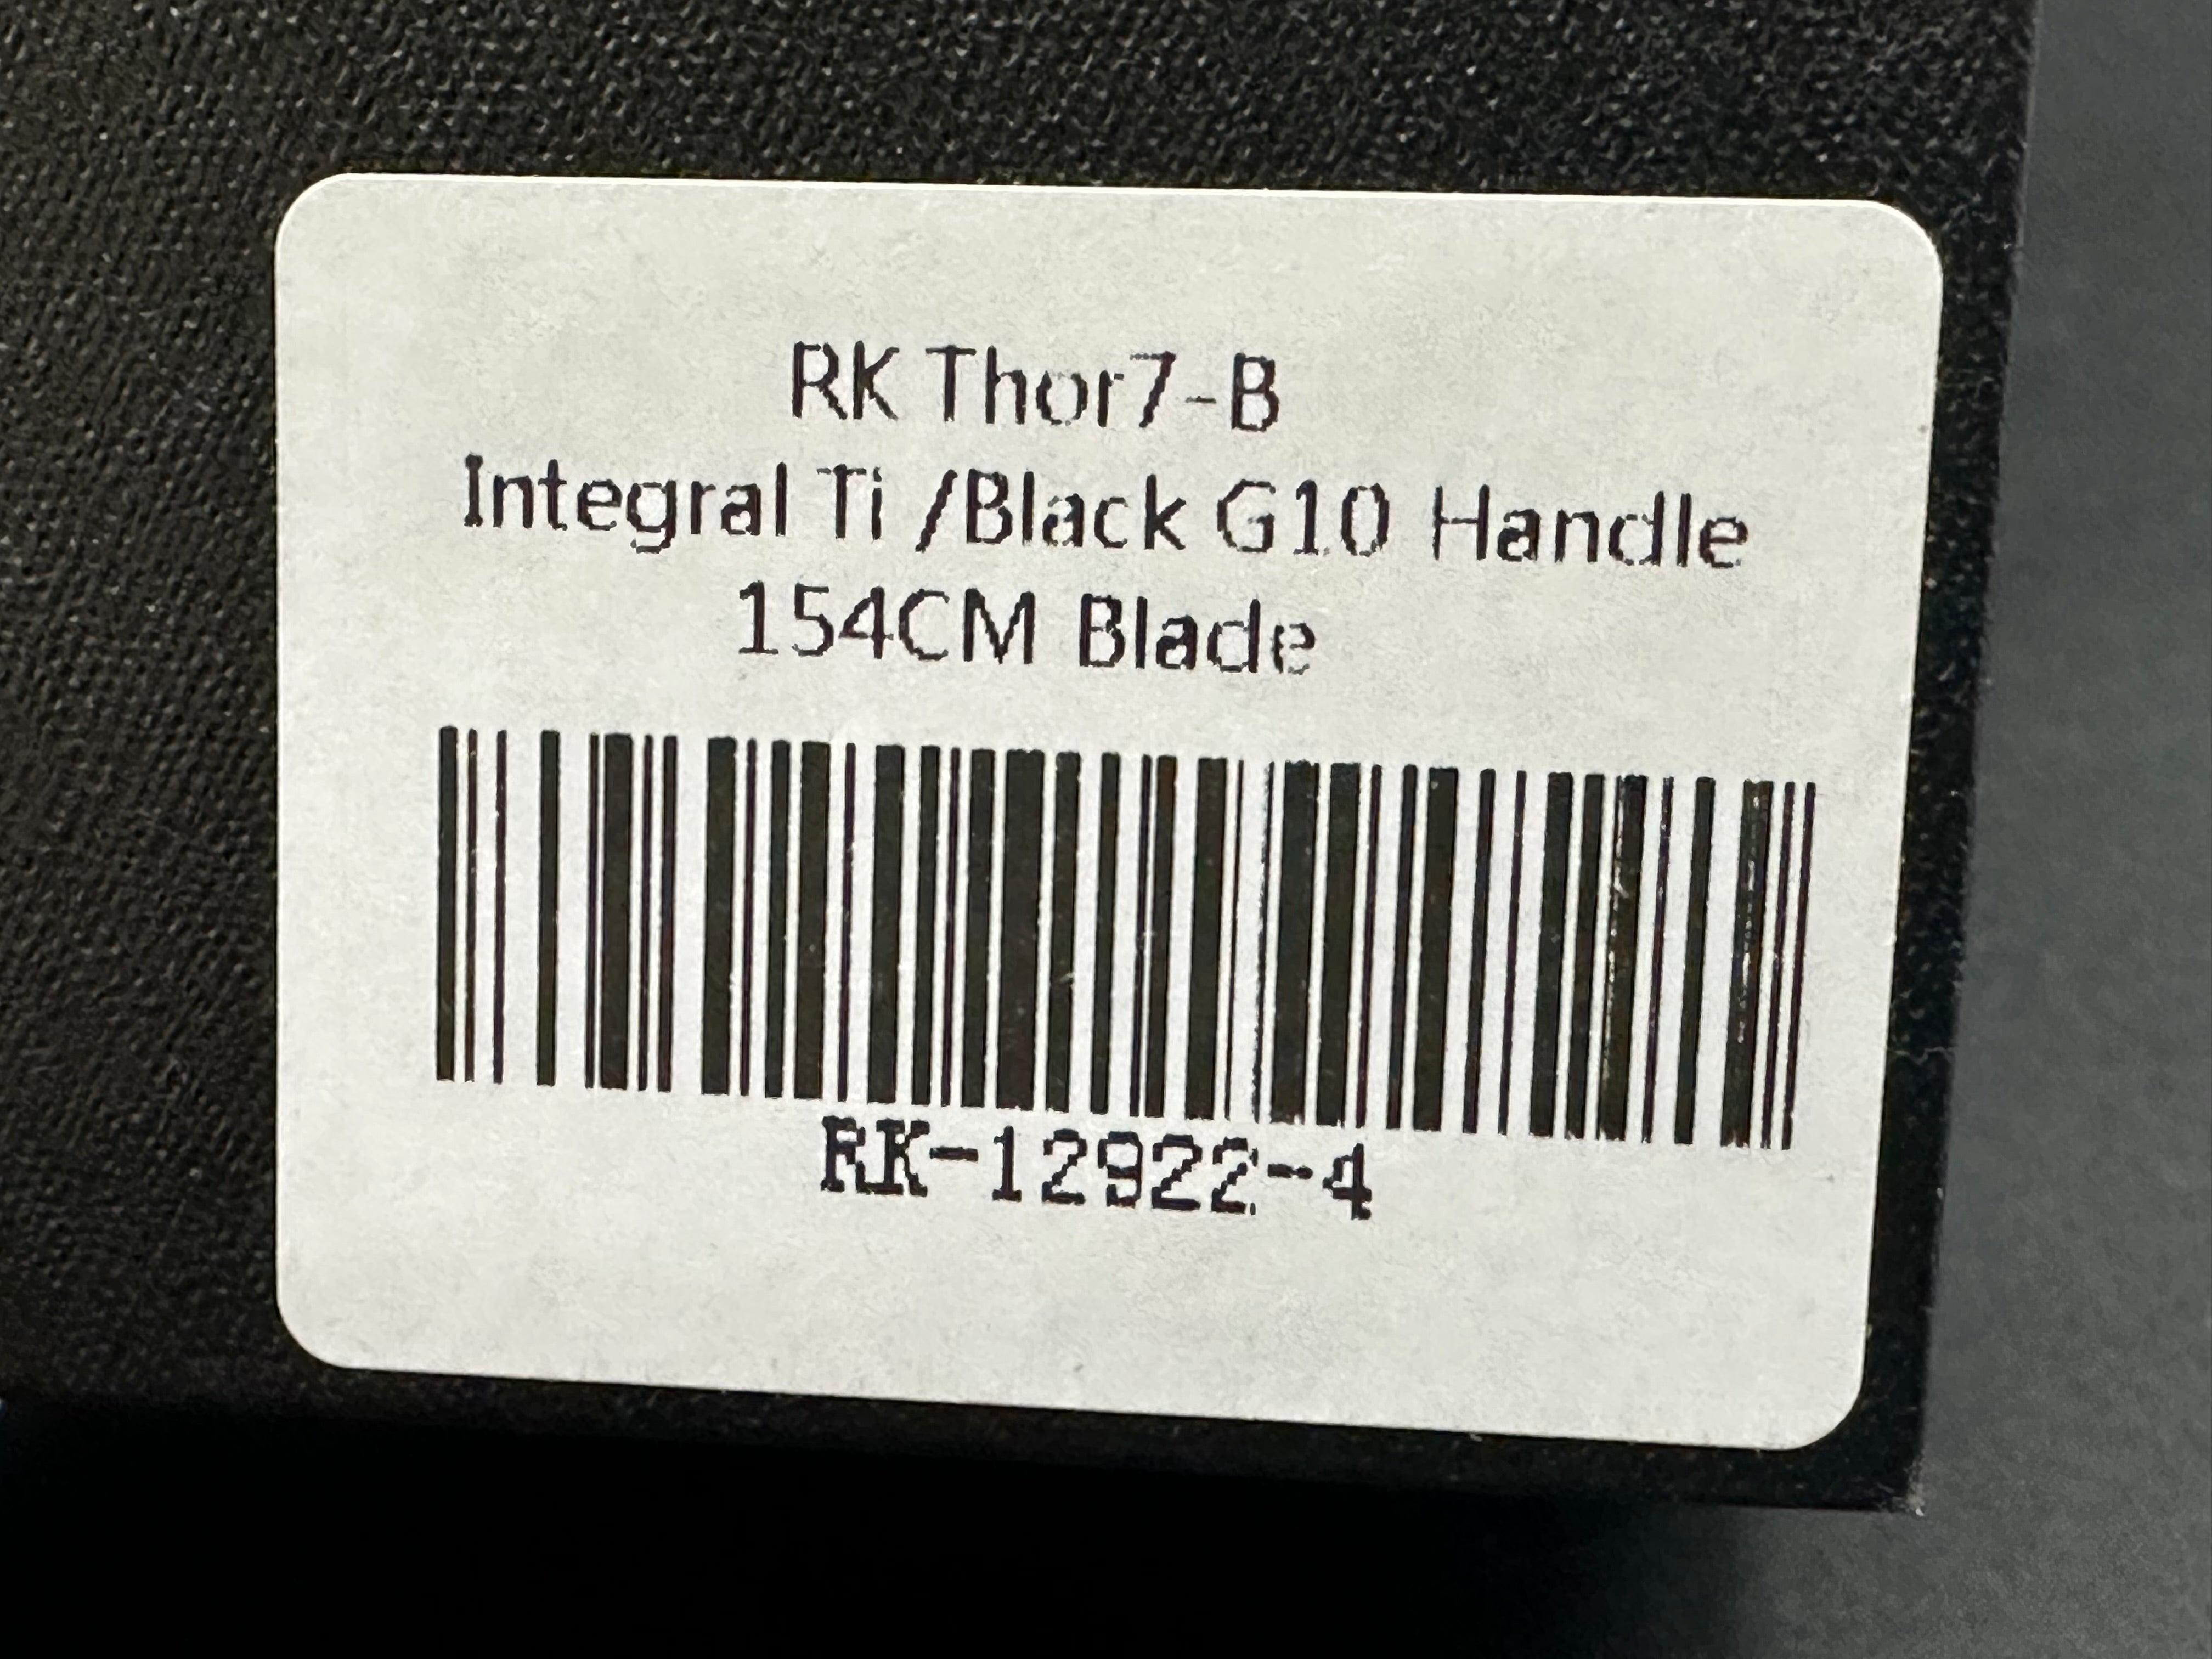 RK Thor7-B
Integral Ti /Black G10 Handle
154CM Blade
RK-12922-4